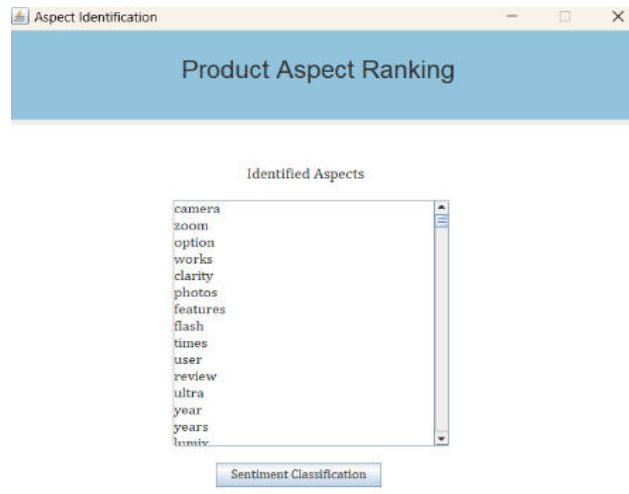 Aspect Identification
Product Aspect Ranking
Identified Aspects
camera
zoom
option
works
clarity
photos
features
flash
times
user
review
ultra
year
years
lumix
Sentiment Classification